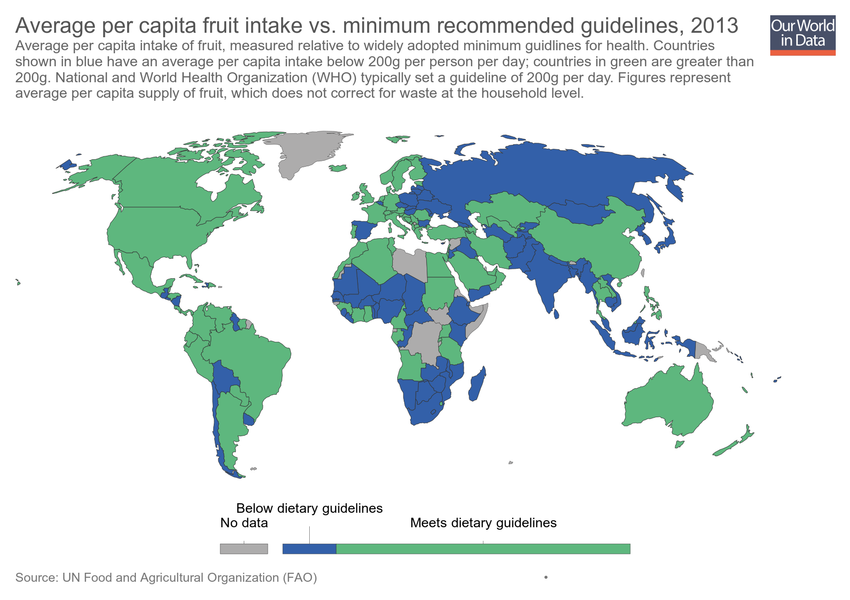 Average per capita fruit intake vs. minimum recommended guidelines, 2013
Our World
in Data
Average per capita intake of fruit, measured relative to widely adopted minimum guidlines for health. Countries
shown in blue have an average per capita intake below 200g per person per day; countries in green are greater than
200g. National and World Health Organization (WHO) typically set a guideline of 200g per day. Figures represent
average per capita supply of fruit, which does not correct for waste at the household level.
Below dietary guidelines
No data
Meets dietary guidelines
Source: UN Food and Agricultural Organization (FAO)